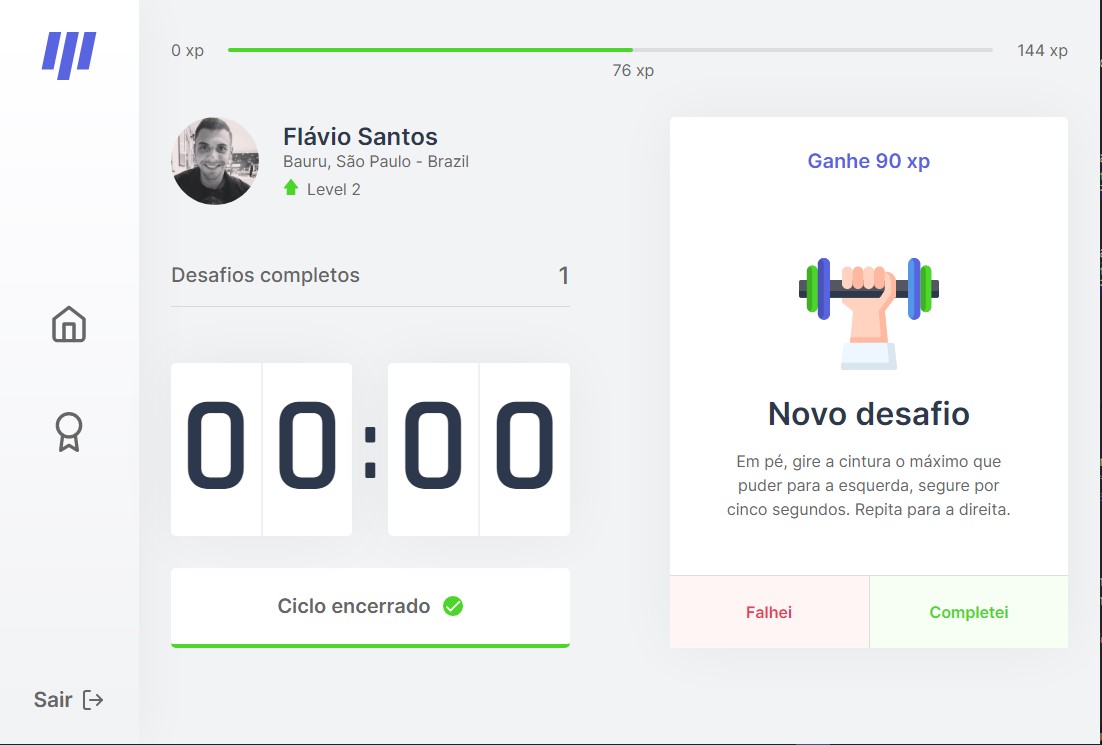 0 xp
144 xp
76 xp
Flávio Santos
Bauru, São Paulo - Brazil
Level 2
Desafios completos 1
00:00
Ciclo encerrado
Ganhe 90 xp
Novo desafio
Em pé, gire a cintura o máximo que
puder para a esquerda, segure por
cinco segundos. Repita para a direita.
Falhei
Completei
Sair